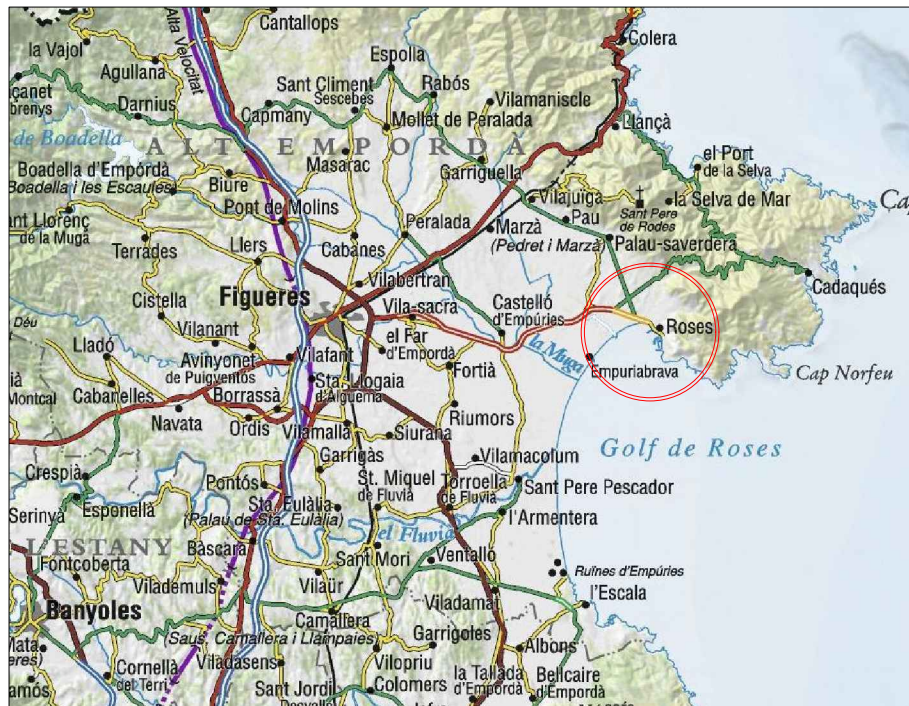 Cantallops
Colera
la Vajol
Alta Velocitat
Espolla
Agullana
Sant Climent
Sescebes
Rabós
Vilamaniscle
Darnius
Capmany
Mollet de Peralada
Llançà
de Boadella
ALT EMPORDÀ
el Port
de la Selva
Masarac
Garriguella
Boadella d'Empordà
Boadella i les Escaules
Biure
Vilajuïga
la Selva de Mar
Sant Pere
de Rodes
Pau
Pont de Molins
Peralada
Marzà
(Pedret i Marzà)
Palau-saverdera
de la Muga
Terrades
Llers
Cabanes
Vilabertran
Cadaqués
Figueres
Cistella
Vila-sacra
Castelló
d'Empúries
Roses
Vilanant
el Far
d'Empordà
la Muga
Lladó
Avinyonet
de Puigventós
Vilafant
Fortià
Empuriabrava
Cap Norfeu
Sta. Llogaia
d'Àlguema
Cabanelles
Borrassà
Navata
Ordis
Vilamalla
Siurana
Riumors
Golf de Roses
Garrigàs
Vilamacolum
Crespià
Pontós
St. Miquel
de Fluvià
Torroella
de Fluvià
Sant Pere Pescador
Esponellà
Serinyà
Sta. Eulàlia
(Palau de Sta. Eulàlia)
l'Armentera
el Fluvià
L'ESTANY
Bàscara
Sant Mori
Ventalló
Fontcoberta
Vilademuls
Vilaür
Ruïnes d'Empúries
Banyoles
Viladamat
l'Escala
Camallera
(Saus, Camallera i Llampaies)
Garrigoles
Albons
Cornellà
del Terri
Viladasens
Vilopriu
la Tallada
d'Empordà
Bellcaire
d'Empordà
Sant Jordi
Colomers